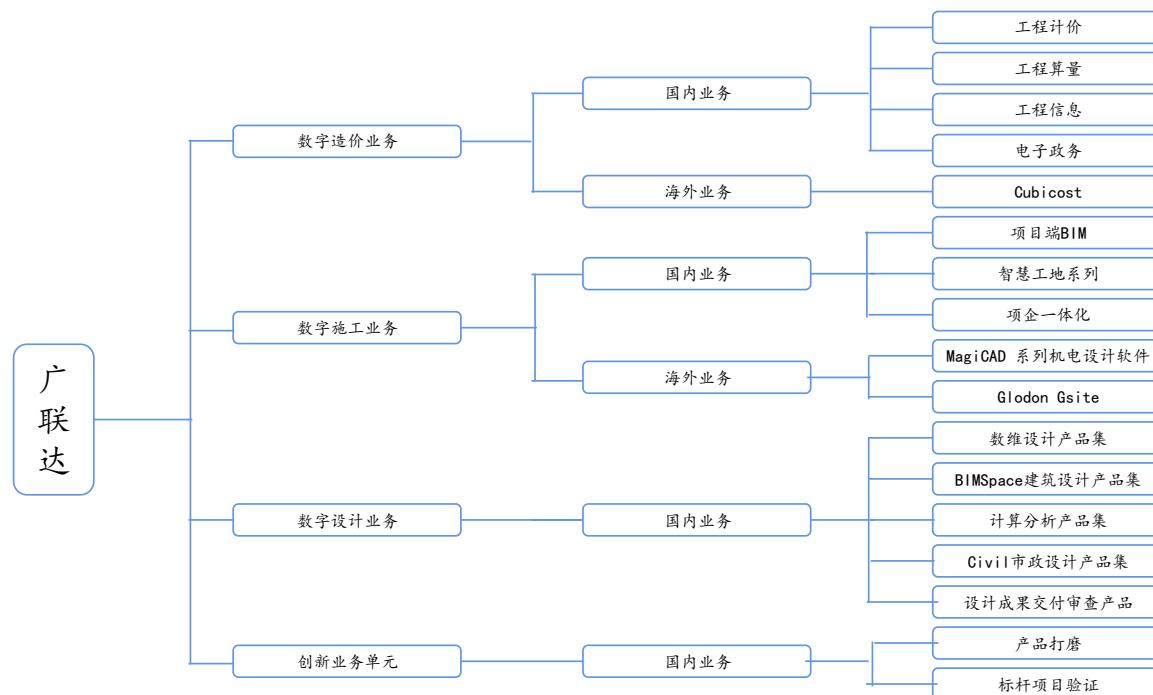 广联达
数字造价业务
国内业务
工程计价
工程算量
工程信息
电子政务
海外业务
Cubicost
数字施工业务
国内业务
项目端BIM
智慧工地系列
项企一体化
海外业务
MagiCAD 系列机电设计软件
Glodon Gsite
数字设计业务
国内业务
数维设计产品集
BIMSpace建筑设计产品集
计算分析产品集
Civil市政设计产品集
设计成果交付审查产品
创新业务单元
国内业务
产品打磨
标杆项目验证